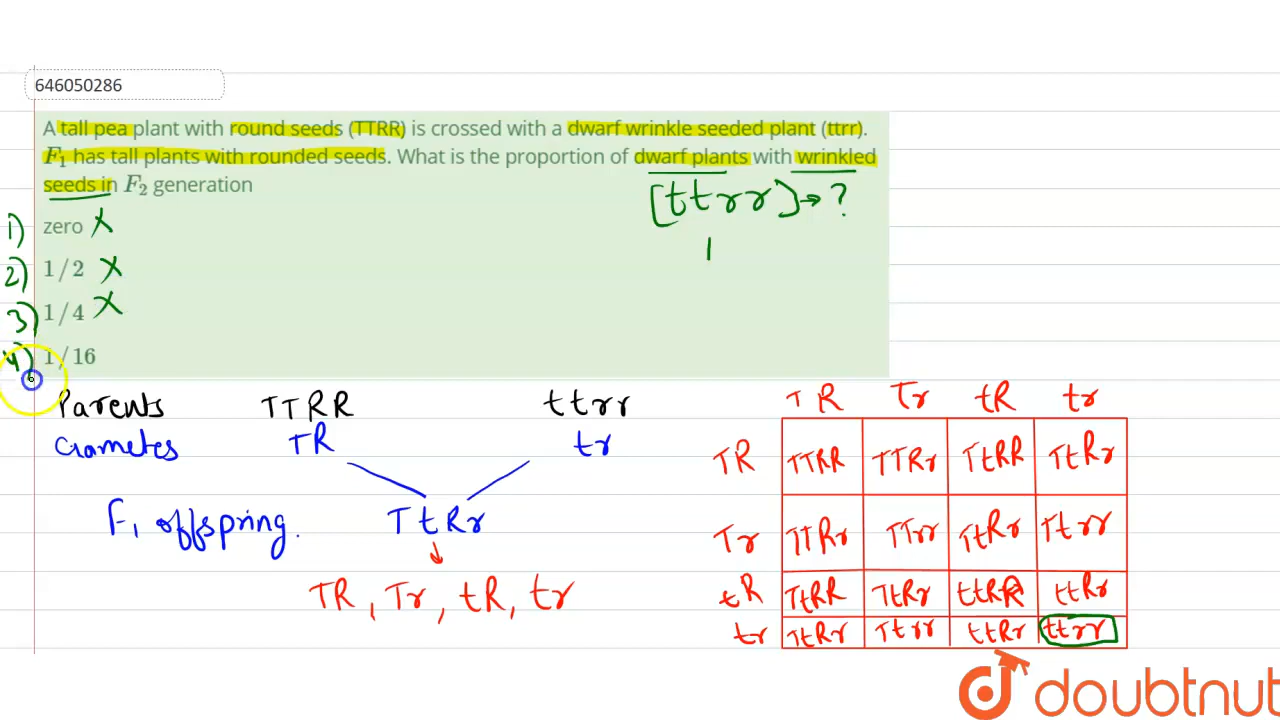 646050286
A tall pea plant with round seeds (TTRR) is crossed with a dwarf wrinkle seeded plant (ttrr).
F₁ has tall plants with rounded seeds. What is the proportion of dwarf plants with wrinkled
seeds in F₂ generation
[ttrr]→?
1
1) zero X
2) 1/2 X
3) 1/4 X
4) 1/16
Parents TTRR ttrr
Gametes TR tr
F₁ offspring. TtRr
TR, Tr, tR, tr
TR Tr tR tr
TR TTRR TTRr TtRR TtRr
Tr TTRr TTrr TtRr Ttrr
tR TtRR TtRr ttRR ttRr
tr TtRr Ttrr ttRr ttrr
doubtnut